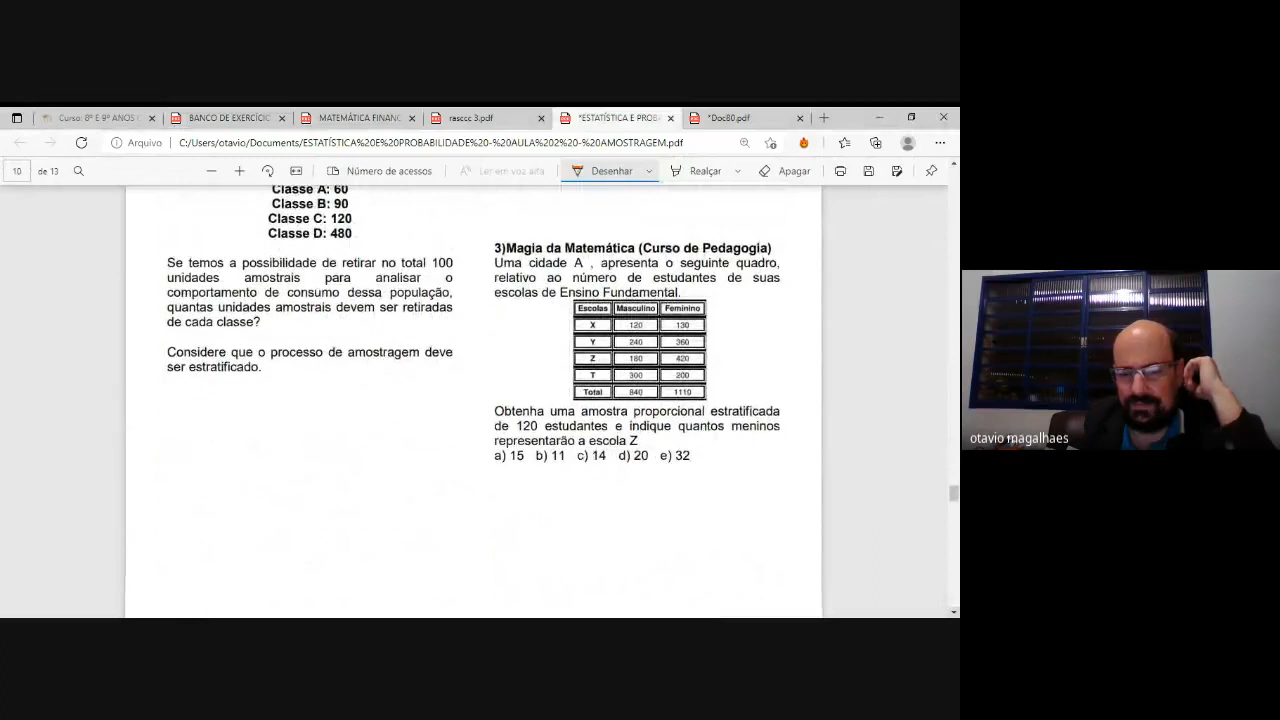 Curso: 8º E 9º ANOS
BANCO DE EXERCÍCIO
MATEMÁTICA FINANC
rasccc 3.pdf
*ESTATÍSTICA E PROBA
*Doc80.pdf
Arquivo
C:/Users/otavio/Documents/ESTATÍSTICA%20E%20PROBABILIDADE%20-%20AULA%202%20-%20AMOSTRAGEM.pdf
10 de 13
Número de acessos
Ler em voz alta
Desenhar
Realçar
Apagar
Classe A: 60
Classe B: 90
Classe C: 120
Classe D: 480
Se temos a possibilidade de retirar no total 100
unidades amostrais para analisar o
comportamento de consumo dessa população,
quantas unidades amostrais devem ser retiradas
de cada classe?
Considere que o processo de amostragem deve
ser estratificado.
3)Magia da Matemática (Curso de Pedagogia)
Uma cidade A , apresenta o seguinte quadro,
relativo ao número de estudantes de suas
escolas de Ensino Fundamental.
Escolas Masculino Feminino
X 120 130
Y 240 360
Z 180 420
T 300 200
Total 840 1110
Obtenha uma amostra proporcional estratificada
de 120 estudantes e indique quantos meninos
representarão a escola Z
a) 15 b) 11 c) 14 d) 20 e) 32
otavio magalhaes